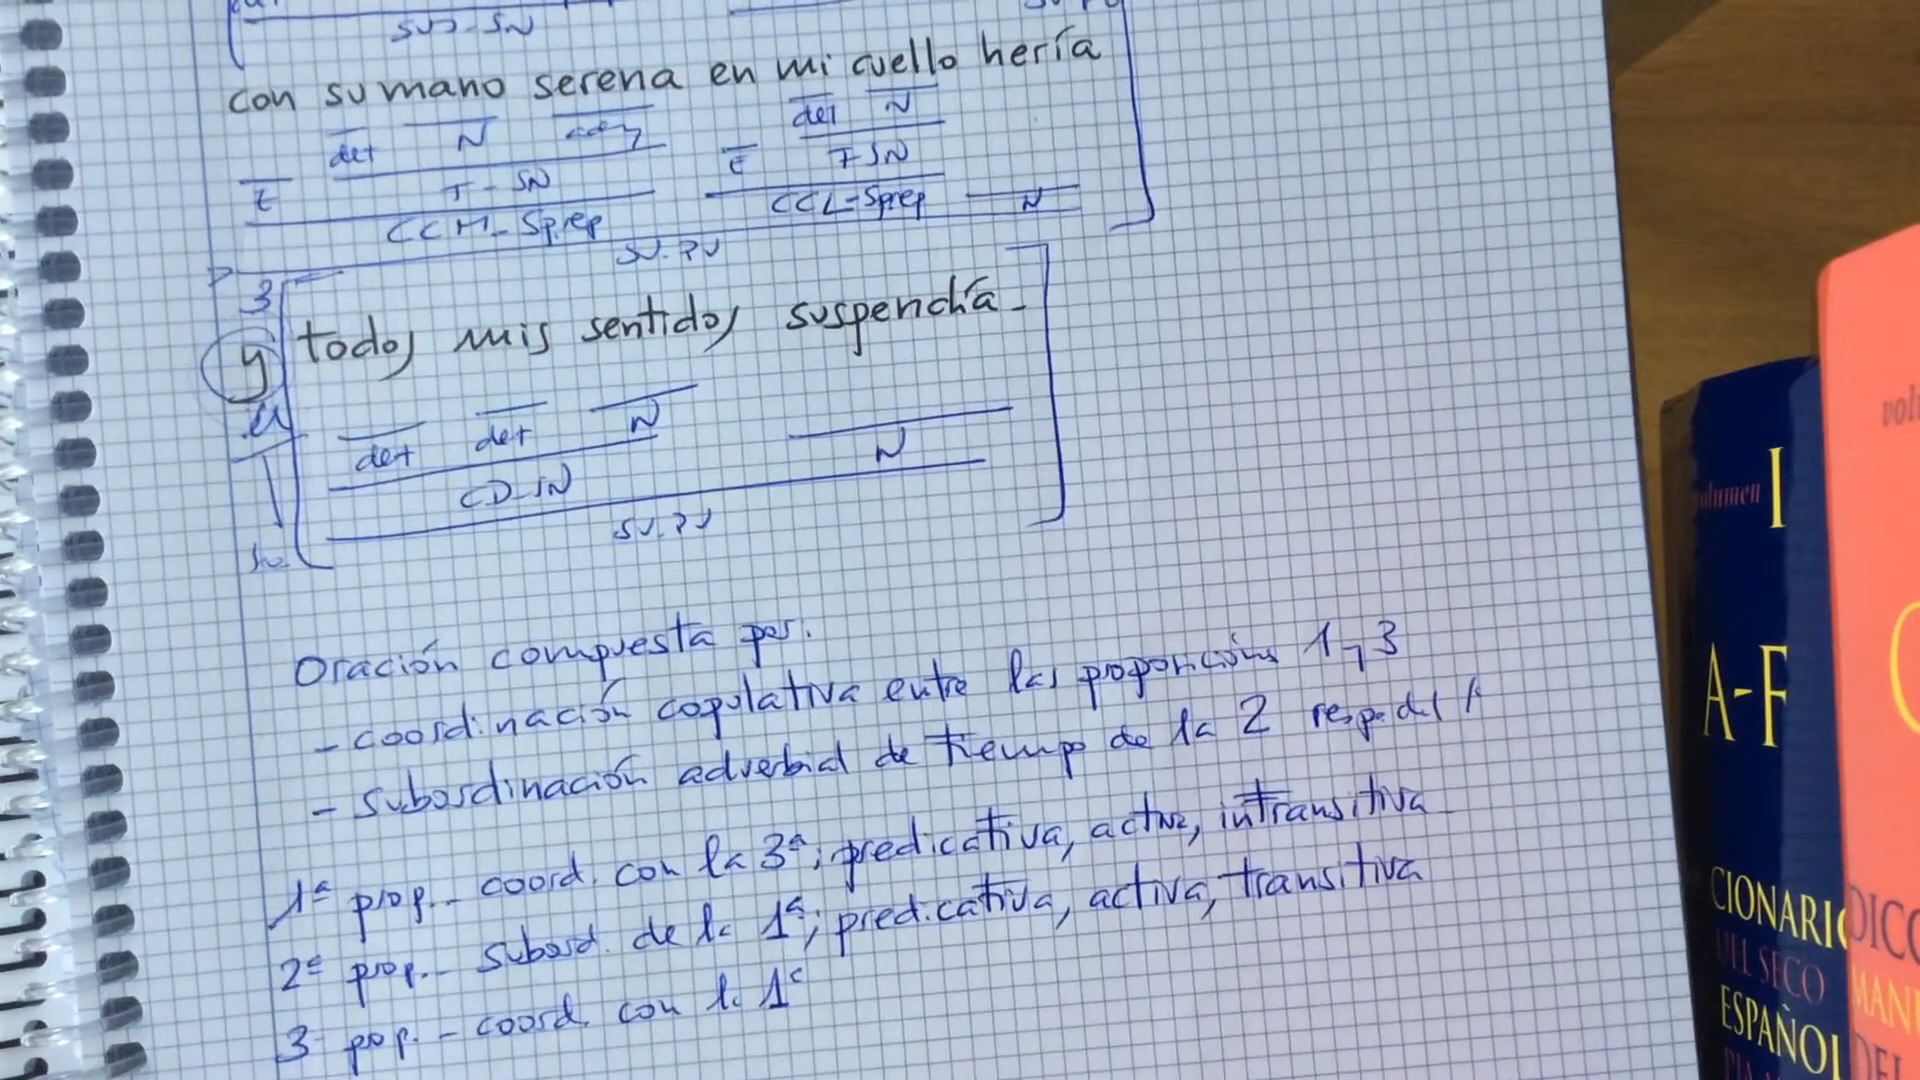 SUJ-SN
con su mano serena en mi cuello hería
det N adj det N
E T-SN E T-SN
CCM-Sprep CCL-Sprep N
SV.PV
3
y todos mis sentidos suspendía.
det det N N
CD-SN
SV.PV
Oración compuesta por:
- coordinación copulativa entre las proposiciones 1 y 3
- subordinación adverbial de tiempo de la 2 resp. de l 1
1ª prop.- coord. con la 3ª; predicativa, activa, intransitiva
2ª prop.- subord. de la 1ª; predicativa, activa, transitiva
3 prop.- coord. con la 1ª
volumen I
A-F
CIONARIO
DEL SECO
ESPAÑOL
DICC
MAN
DEL